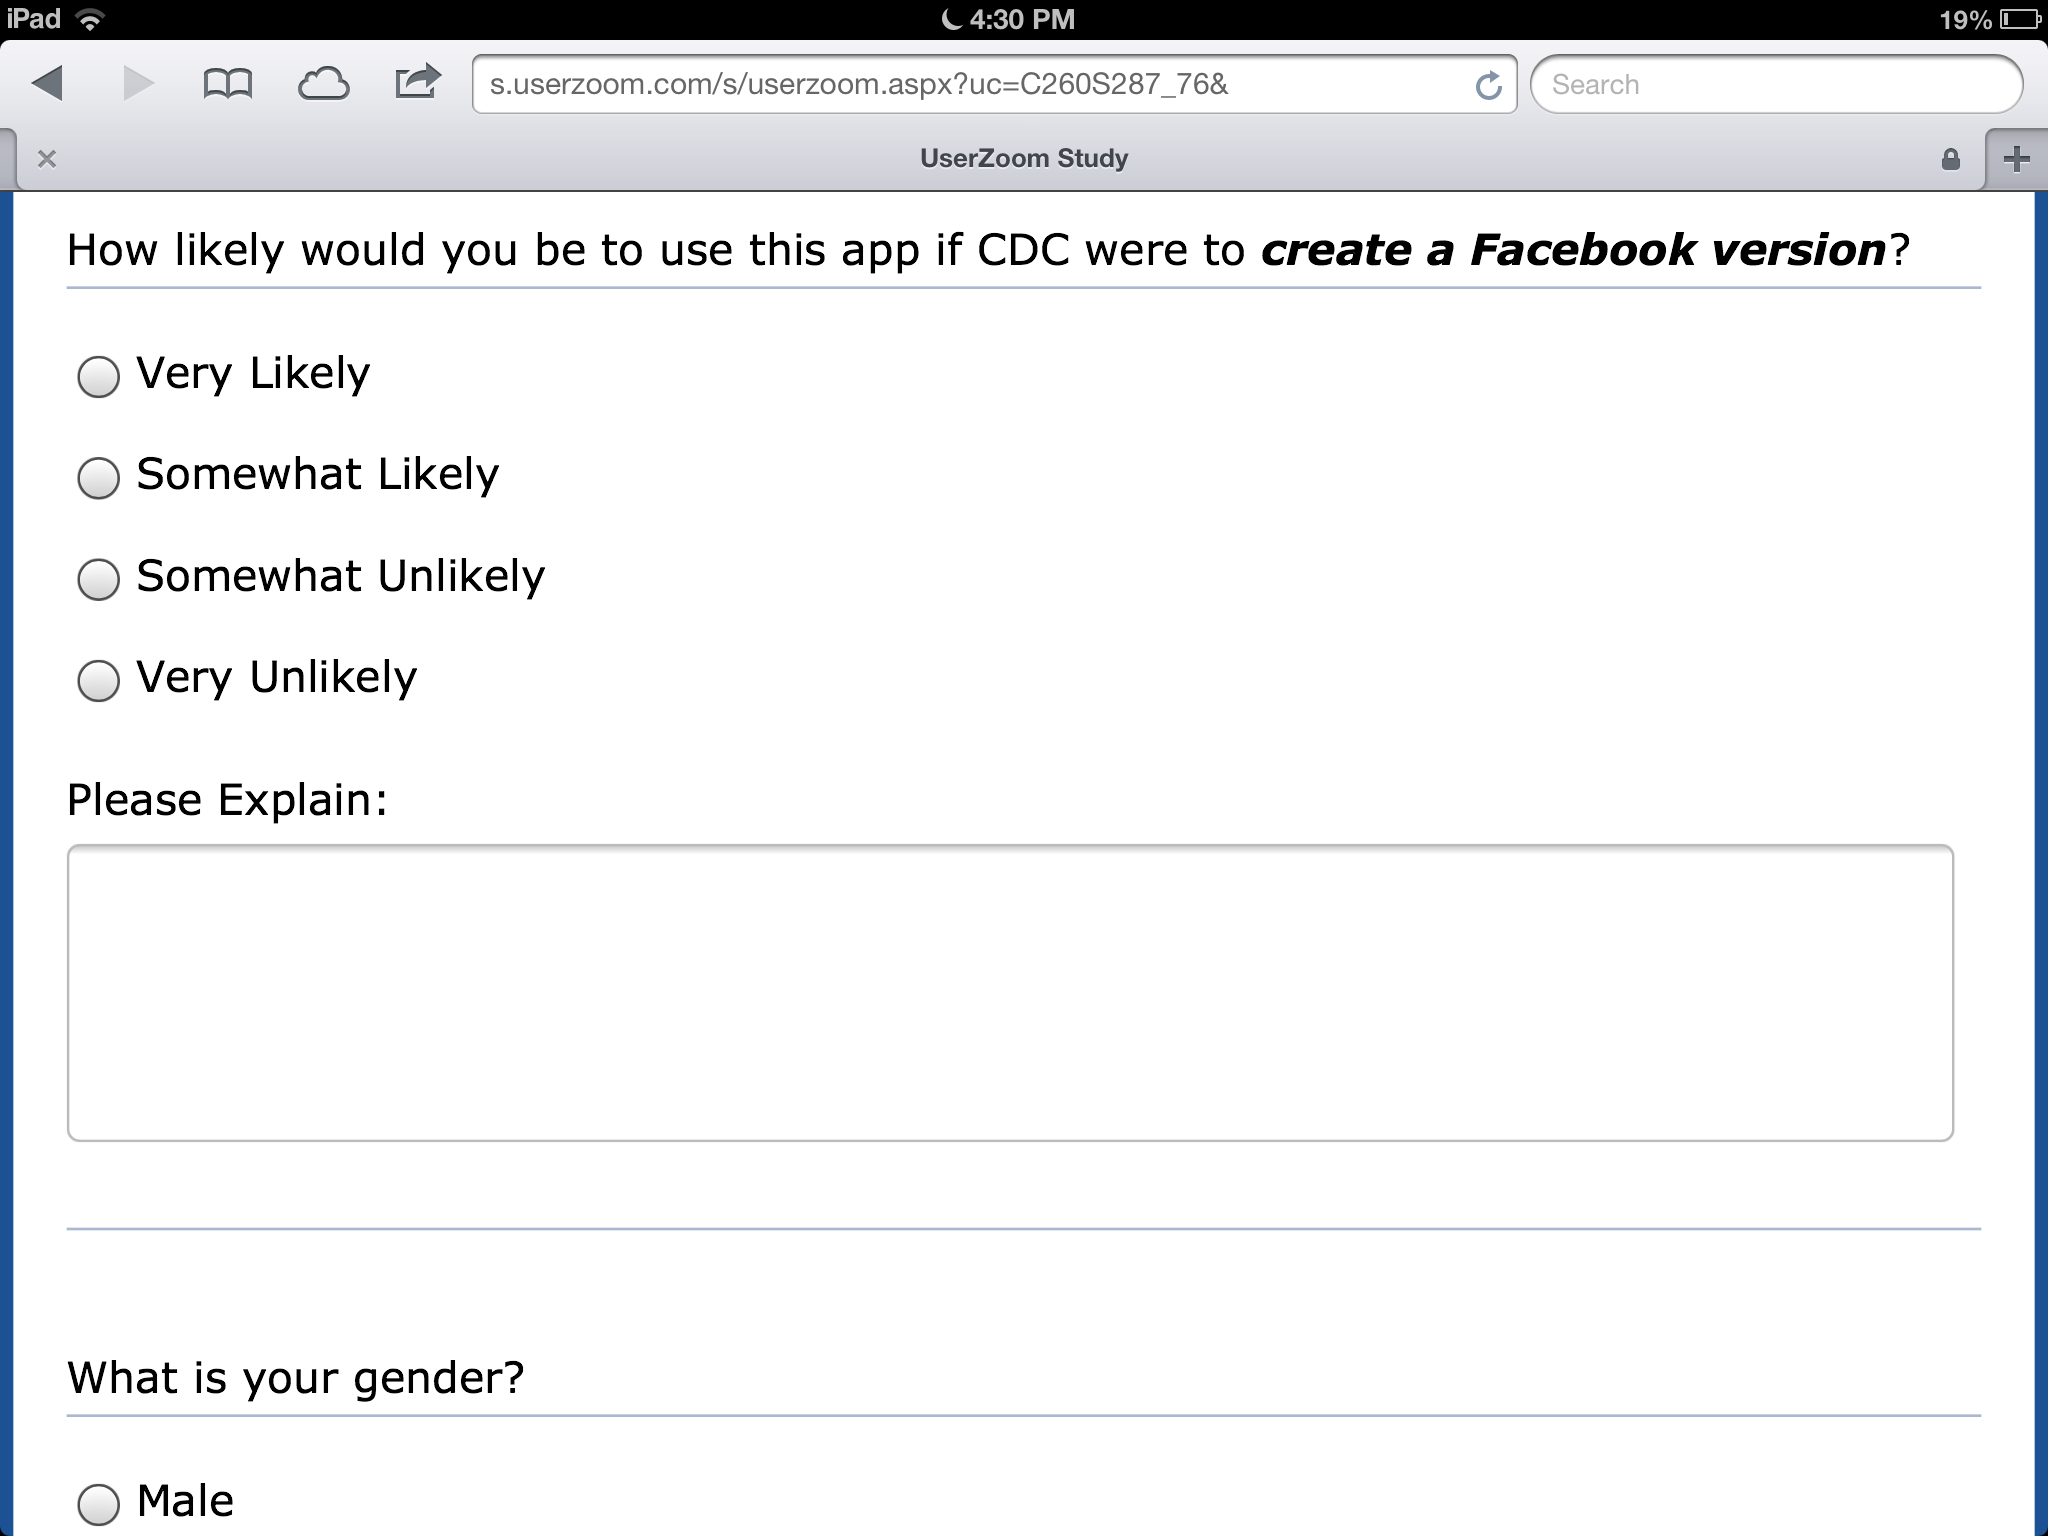 iPad 4:30 PM 19%
s.userzoom.com/s/userzoom.aspx?uc=C260S287_76& Search
UserZoom Study
How likely would you be to use this app if CDC were to create a Facebook version?
Very Likely
Somewhat Likely
Somewhat Unlikely
Very Unlikely
Please Explain:
What is your gender?
Male